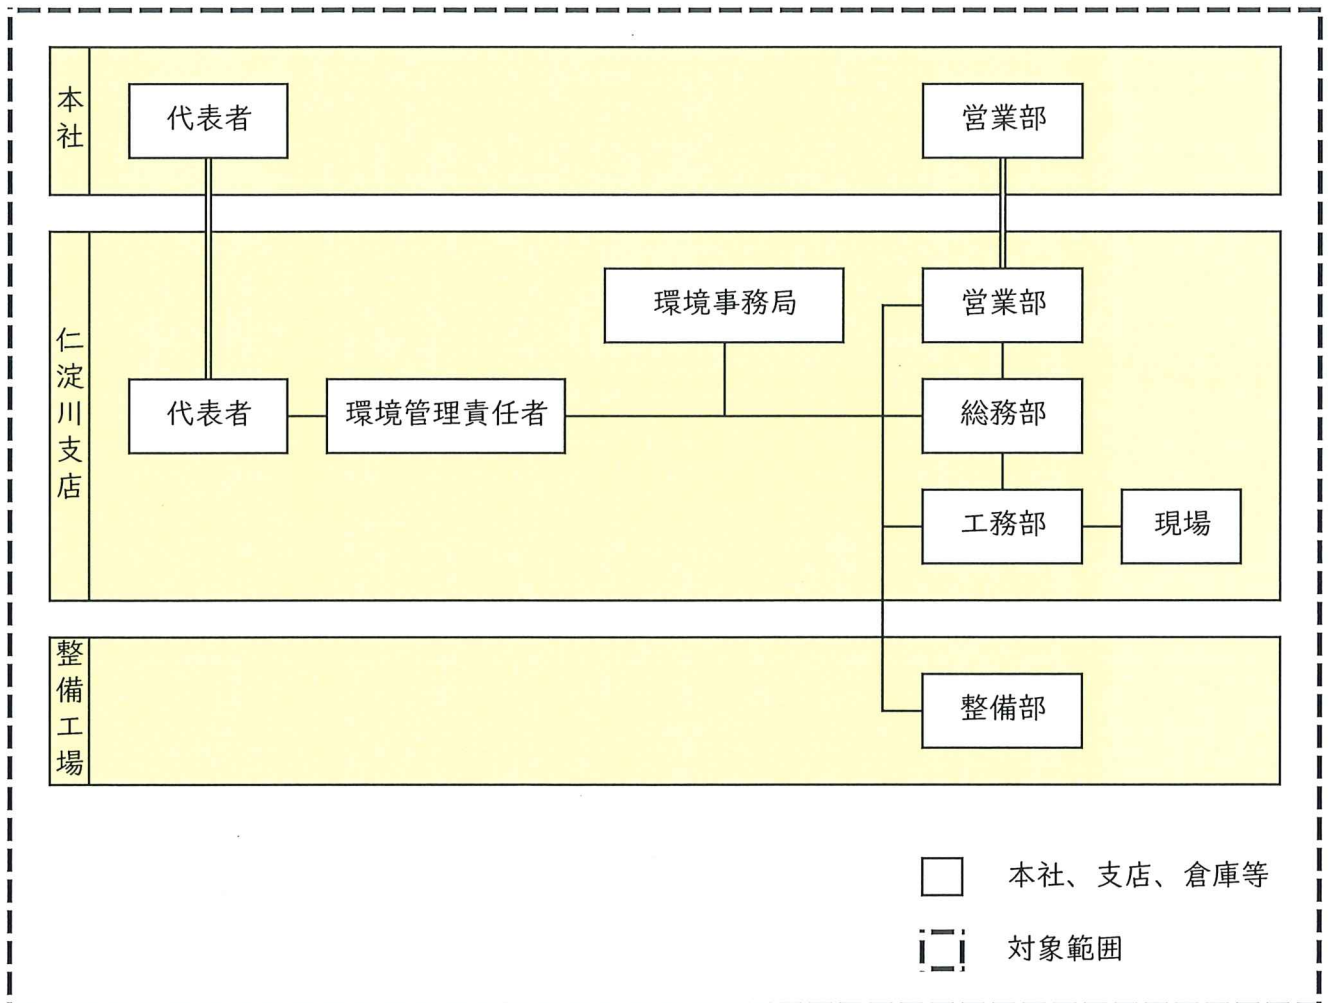 本社
代表者
営業部
仁淀川支店
環境事務局
営業部
代表者
環境管理責任者
総務部
工務部
現場
整備工場
整備部
本社、支店、倉庫等
対象範囲